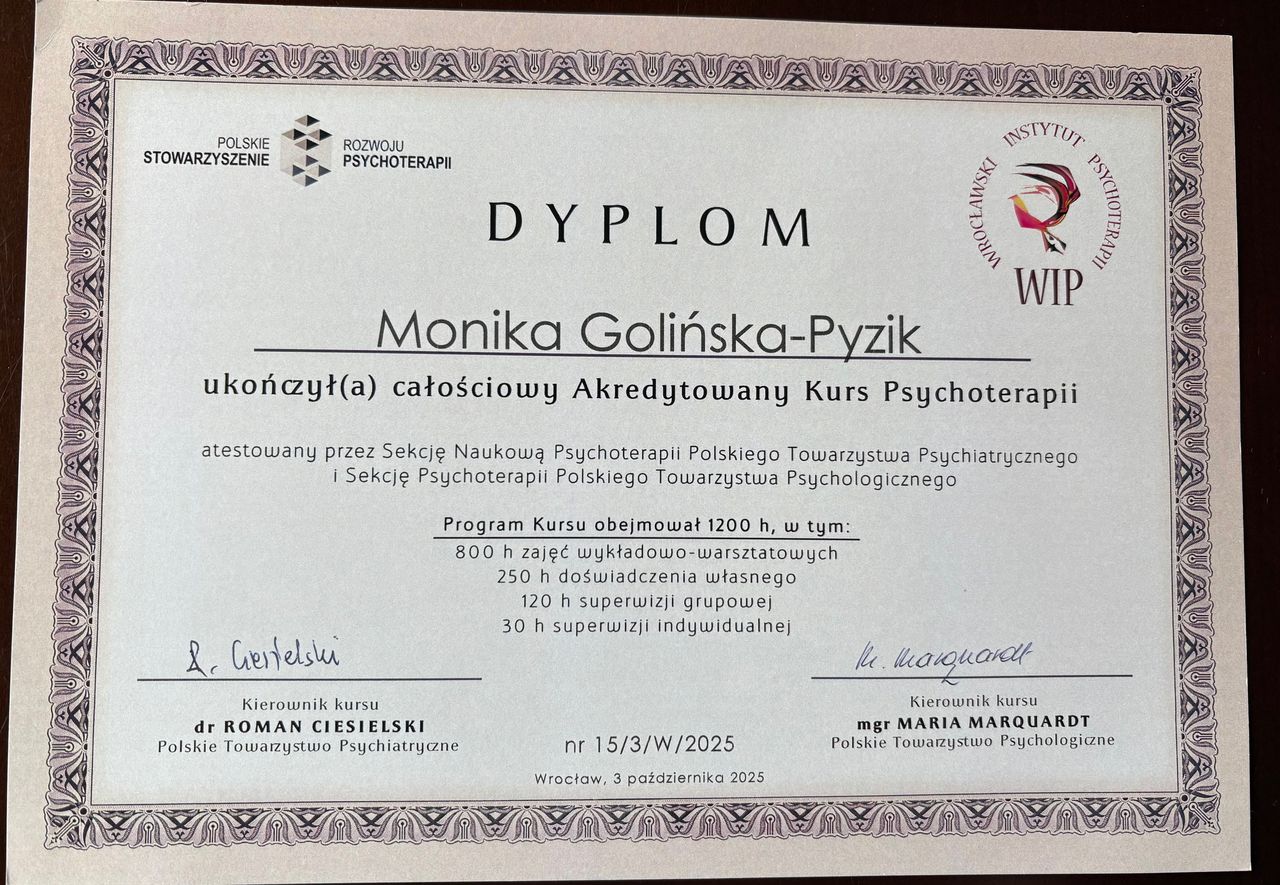 POLSKIE STOWARZYSZENIE ROZWOJU PSYCHOTERAPII
WROCŁAWSKI INSTYTUT PSYCHOTERAPII
WIP
DYPLOM
Monika Golińska-Pyzik
ukończył(a) całościowy Akredytowany Kurs Psychoterapii
atestowany przez Sekcję Naukową Psychoterapii Polskiego Towarzystwa Psychiatrycznego
i Sekcję Psychoterapii Polskiego Towarzystwa Psychologicznego
Program Kursu obejmował 1200 h, w tym:
800 h zajęć wykładowo-warsztatowych
250 h doświadczenia własnego
120 h superwizji grupowej
30 h superwizji indywidualnej
R. Ciesielski
Kierownik kursu
dr ROMAN CIESIELSKI
Polskie Towarzystwo Psychiatryczne
M. Marquardt
Kierownik kursu
mgr MARIA MARQUARDT
Polskie Towarzystwo Psychologiczne
nr 15/3/W/2025
Wrocław, 3 października 2025